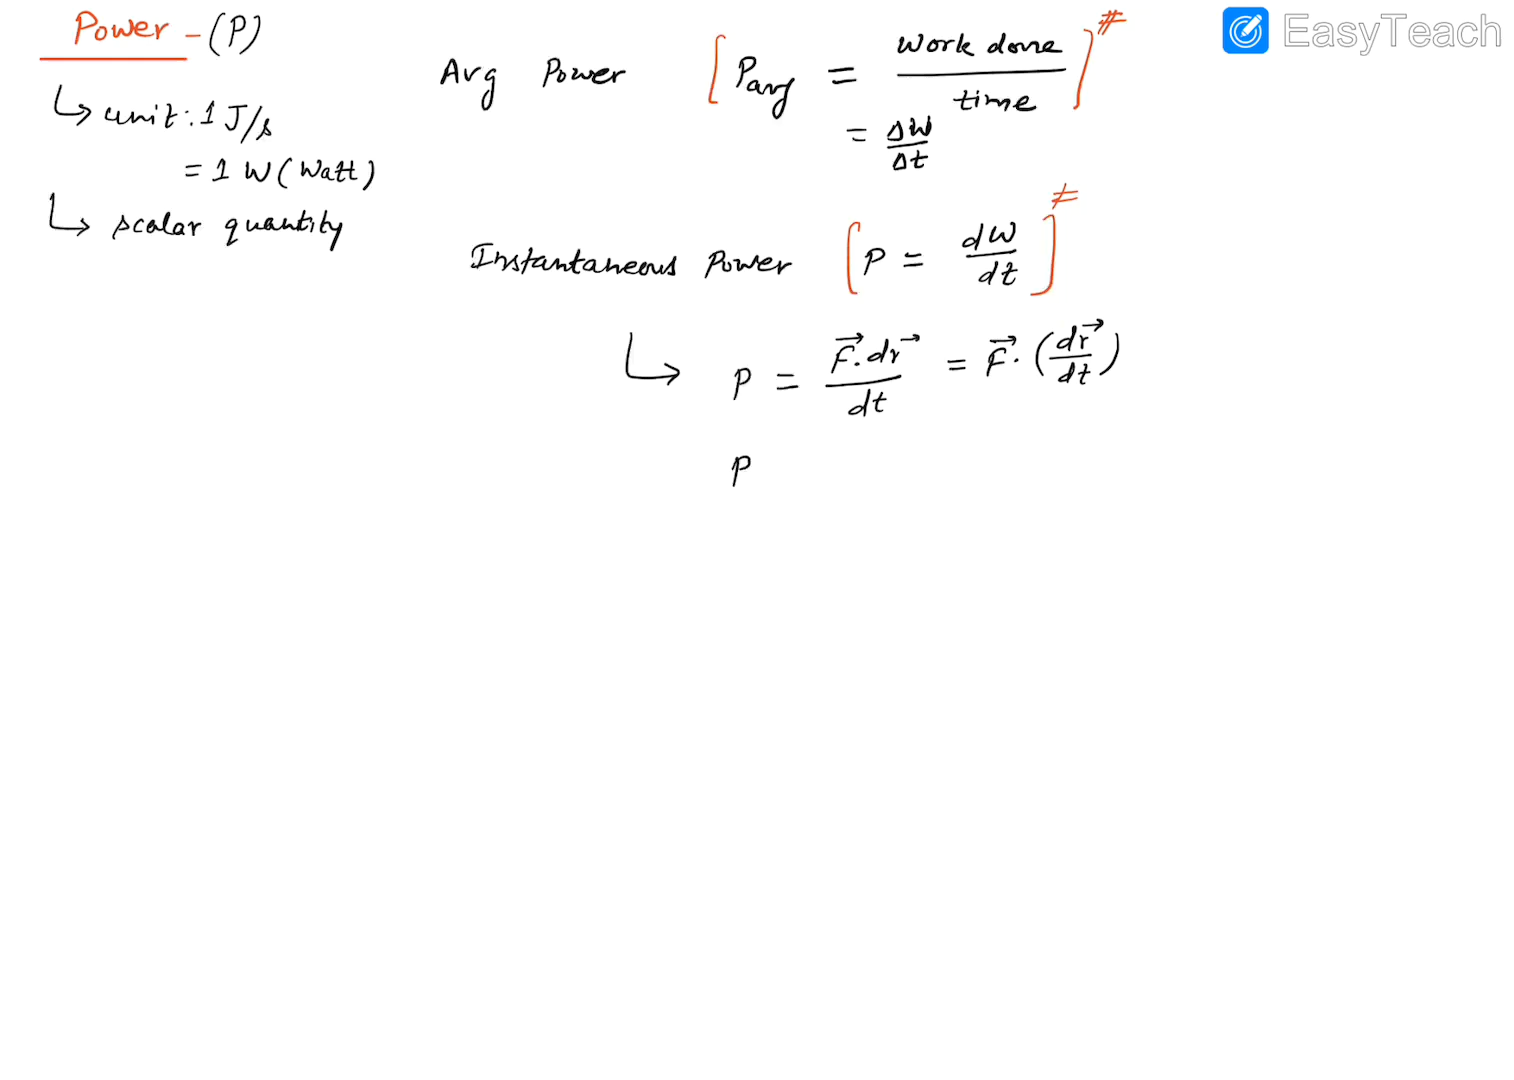 Power - (P)
↳ unit: 1 J/s
= 1 W (Watt)
↳ scalar quantity
Avg Power [P_avg = Work done / time]#
= ΔW / Δt
Instantaneous Power [P = dW / dt]≠
↳ P = F⃗.dr⃗ / dt = F⃗. (dr⃗ / dt)
P
EasyTeach